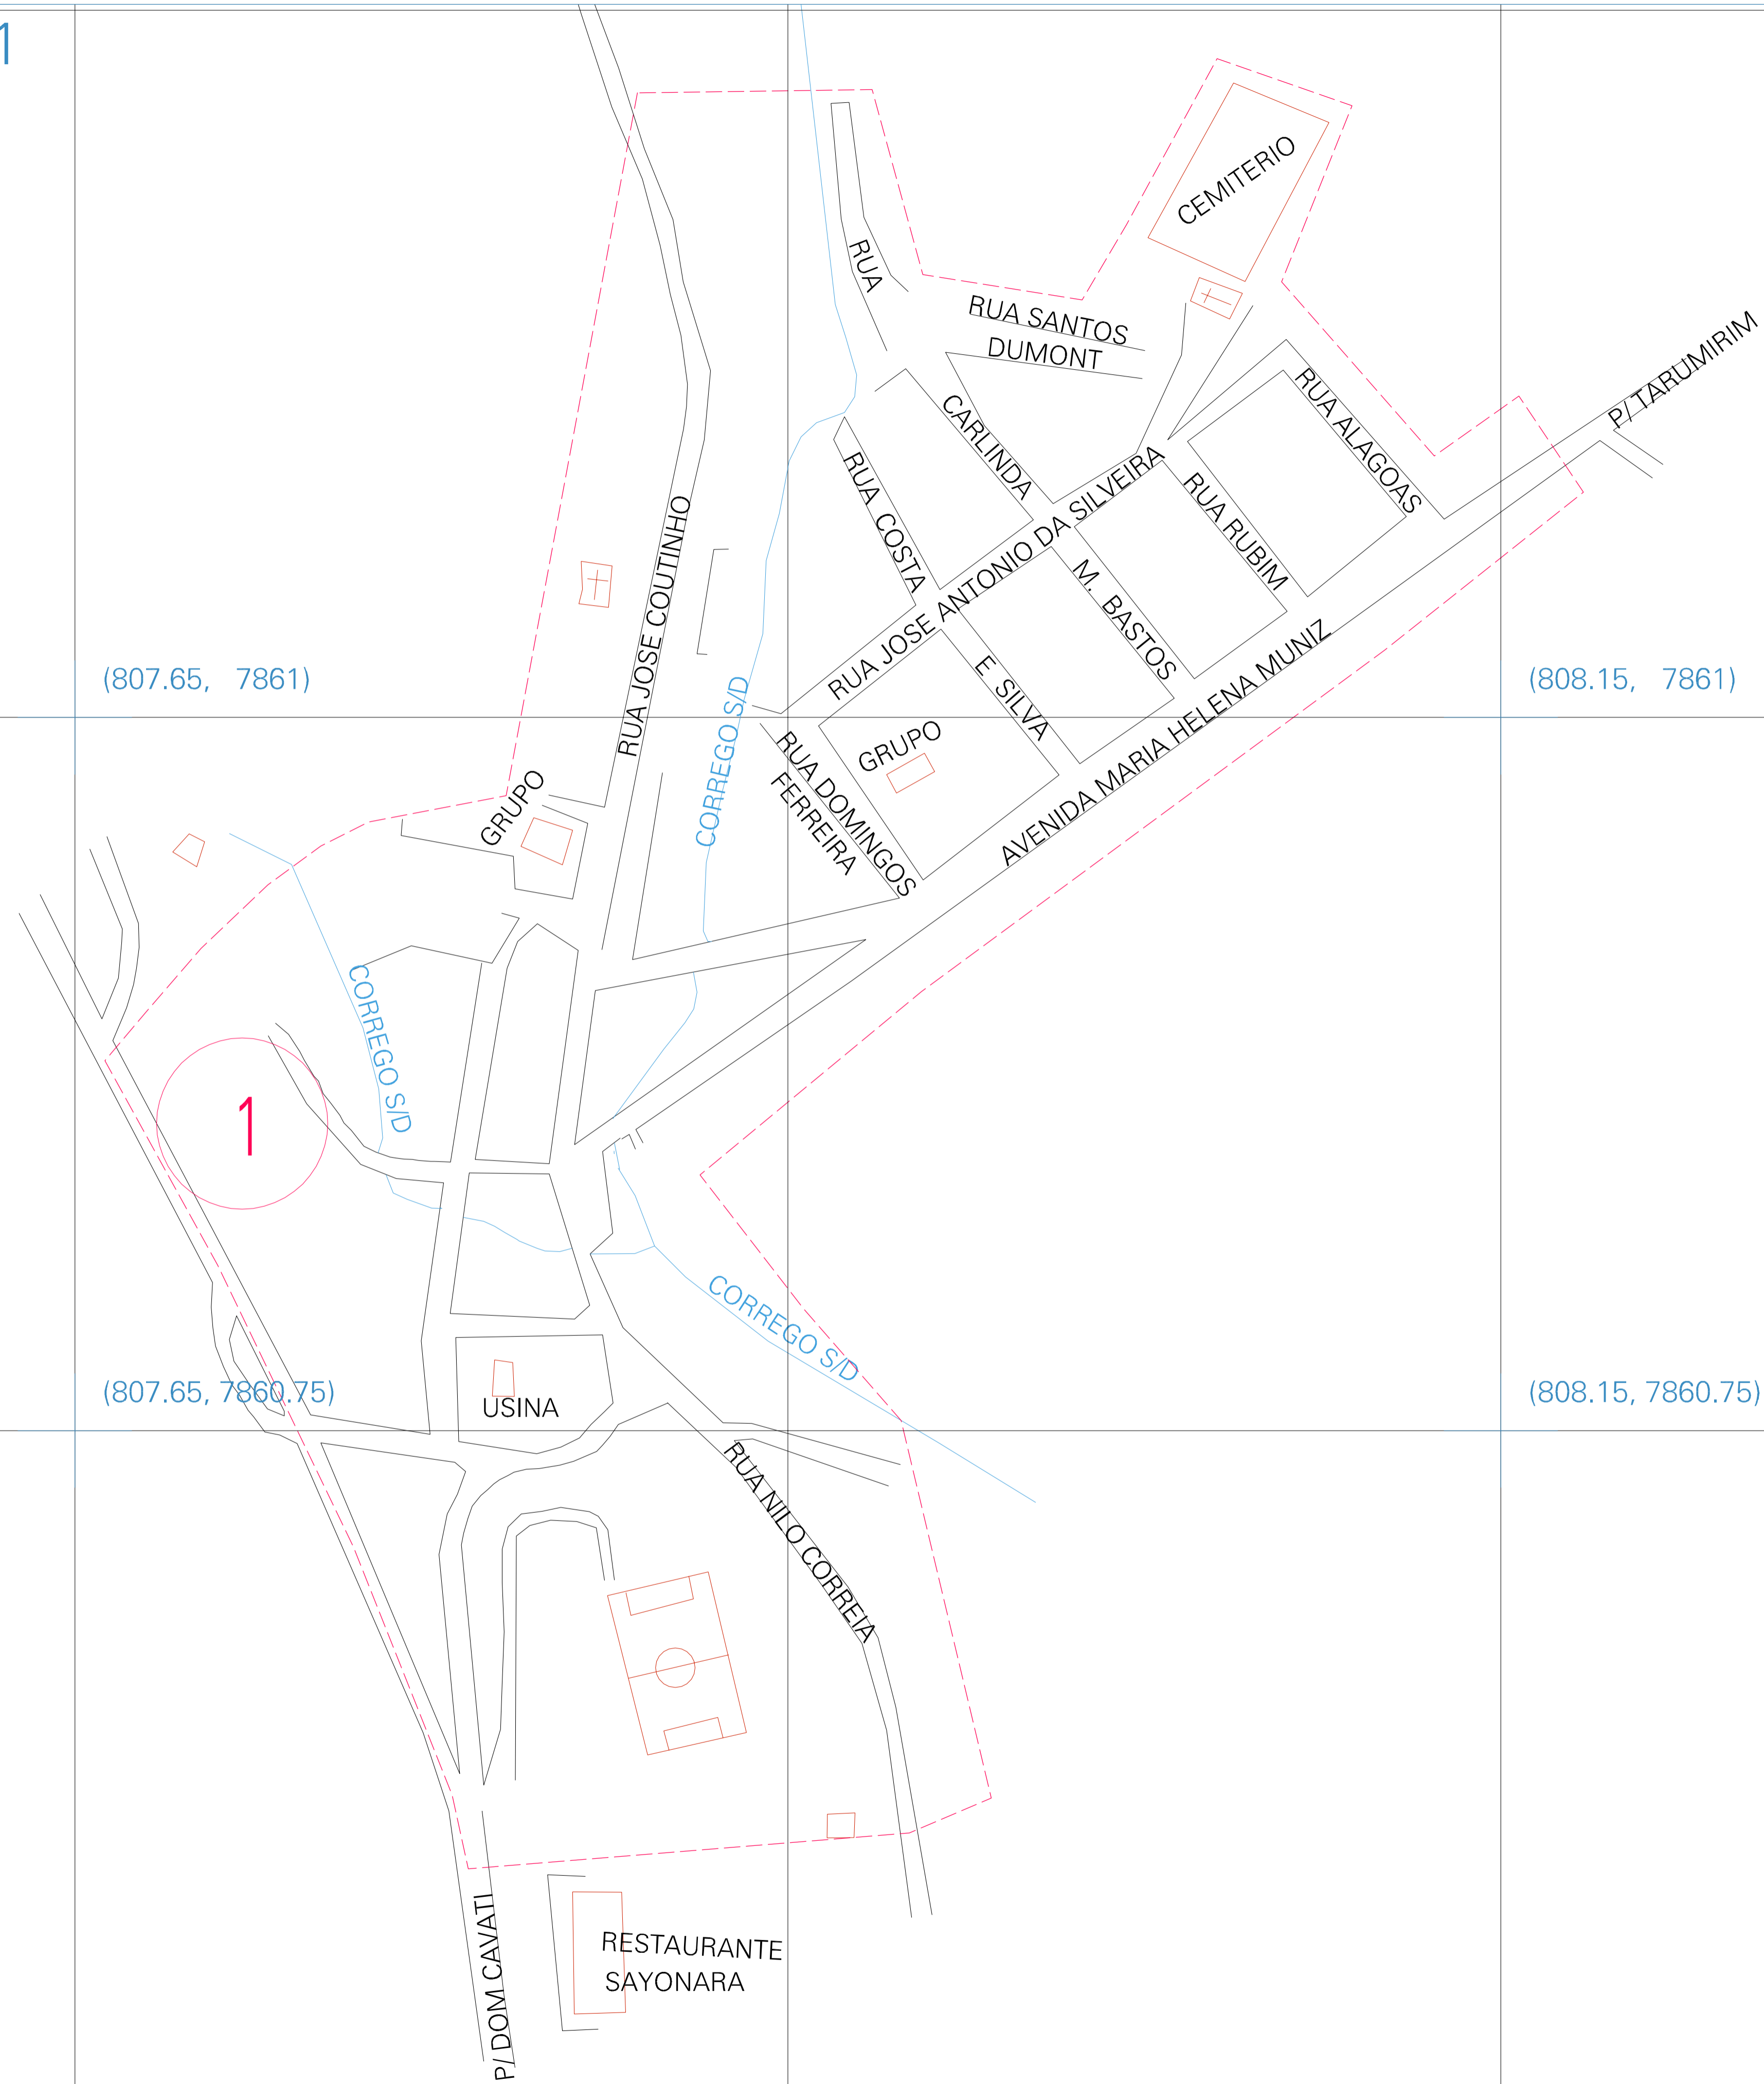 1
CEMITERIO
RUA
RUA SANTOS
DUMONT
P/ TARUMIRIM
RUA ALAGOAS
CARLINDA
RUA COSTA
RUA JOSE ANTONIO DA SILVEIRA
RUA RUBIM
RUA JOSE COUTINHO
M. BASTOS
E SILVA
(807.65, 7861)
(808.15, 7861)
CORREGO S/D
AVENIDA MARIA HELENA MUNIZ
GRUPO
RUA DOMINGOS
FERREIRA
GRUPO
CORREGO S/D
1
CORREGO S/D
(807.65, 7860.75)
(808.15, 7860.75)
USINA
RUA NILO CORREIA
P/ DOM CAVATI
RESTAURANTE
SAYONARA